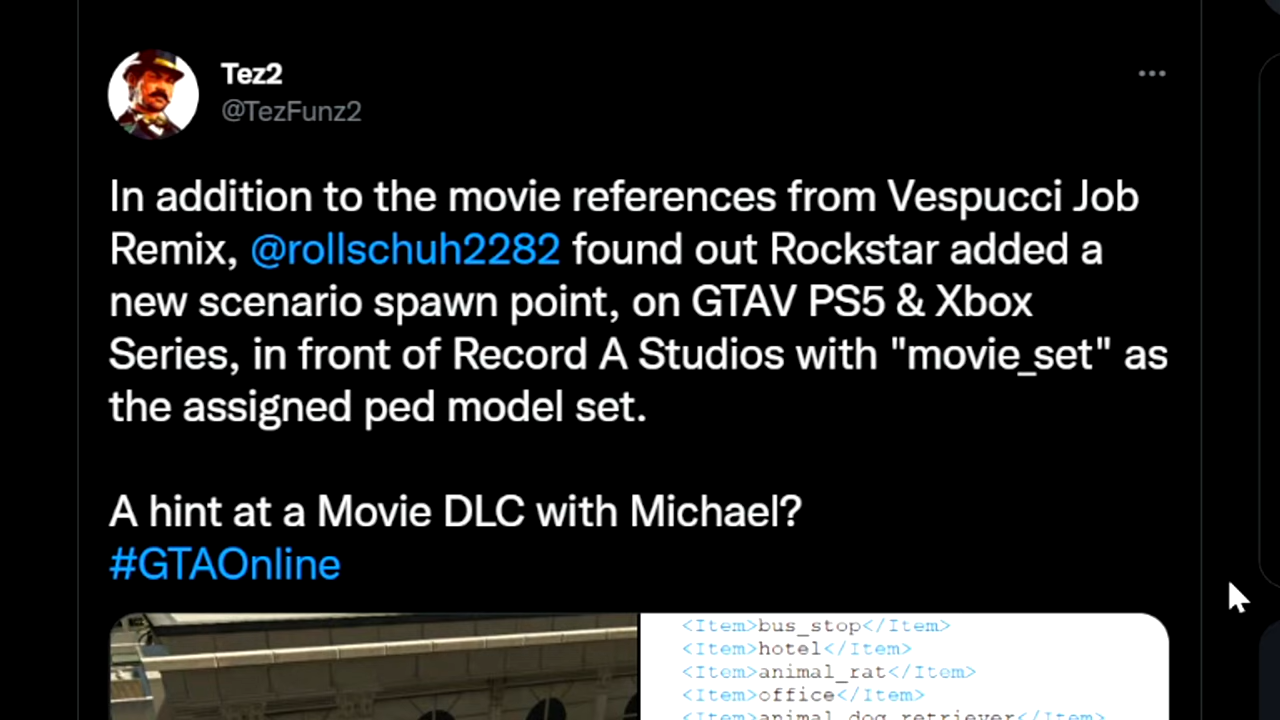 Tez2
@TezFunz2
In addition to the movie references from Vespucci Job
Remix, @rollschuh2282 found out Rockstar added a
new scenario spawn point, on GTAV PS5 & Xbox
Series, in front of Record A Studios with "movie_set" as
the assigned ped model set.
A hint at a Movie DLC with Michael?
#GTAOnline
<Item>bus_stop</Item>
<Item>hotel</Item>
<Item>animal_rat</Item>
<Item>office</Item>
<Item>animal_dog_retriever</Item>